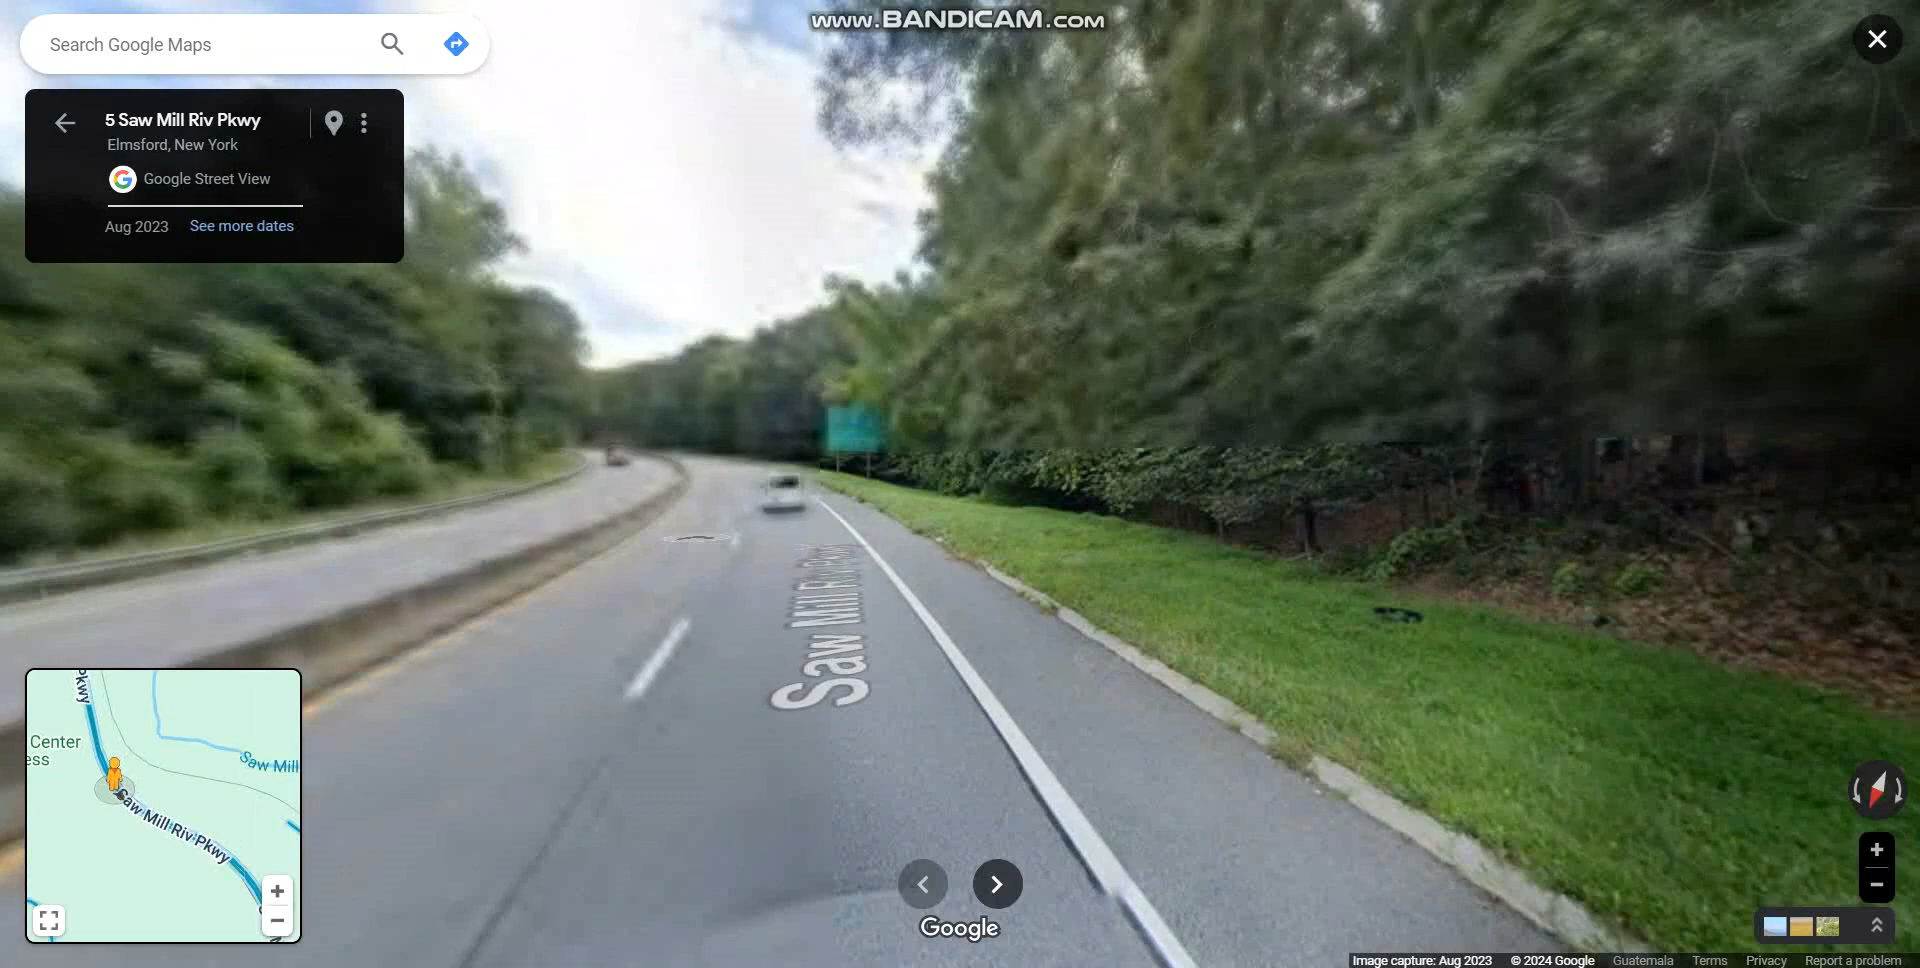 www.BANDICAM.com
Search Google Maps
5 Saw Mill Riv Pkwy
Elmsford, New York
Google Street View
Aug 2023 See more dates
Saw Mill Riv Pkwy
Pkwy
Center
ess
Saw Mill
Saw Mill Riv Pkwy
Google
Image capture: Aug 2023 © 2024 Google Guatemala Terms Privacy Report a problem